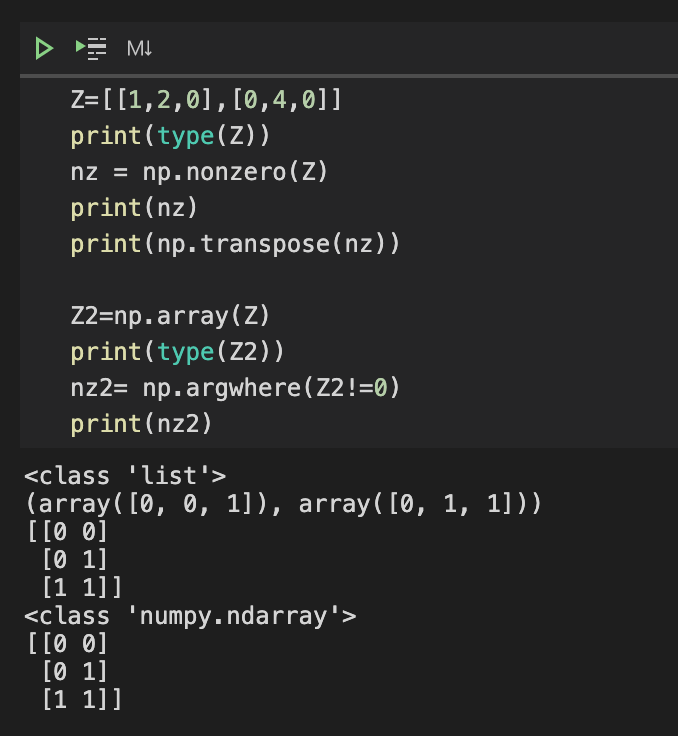 M↓
Z=[[1,2,0],[0,4,0]]
print(type(Z))
nz = np.nonzero(Z)
print(nz)
print(np.transpose(nz))
Z2=np.array(Z)
print(type(Z2))
nz2= np.argwhere(Z2!=0)
print(nz2)
<class 'list'>
(array([0, 0, 1]), array([0, 1, 1]))
[[0 0]
 [0 1]
 [1 1]]
<class 'numpy.ndarray'>
[[0 0]
 [0 1]
 [1 1]]